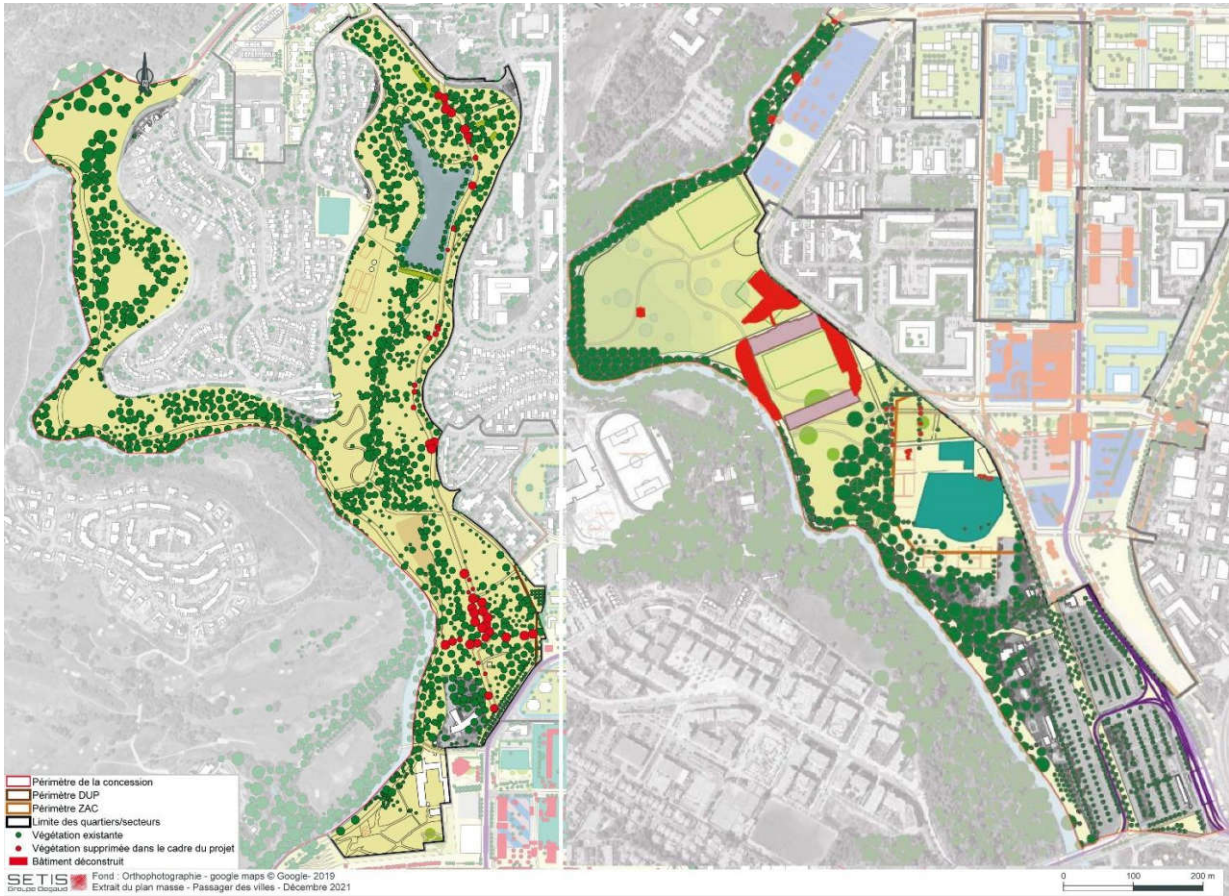 Périmètre de la concession
Périmètre DUP
Périmètre ZAC
Limite des quartiers/secteurs
Végétation existante
Végétation supprimée dans le cadre du projet
Bâtiment déconstruit
SETIS
Groupe Degaud
Fond : Orthophotographie - google maps © Google- 2019
Extrait du plan masse - Passager des villes - Décembre 2021
0 100 200 m